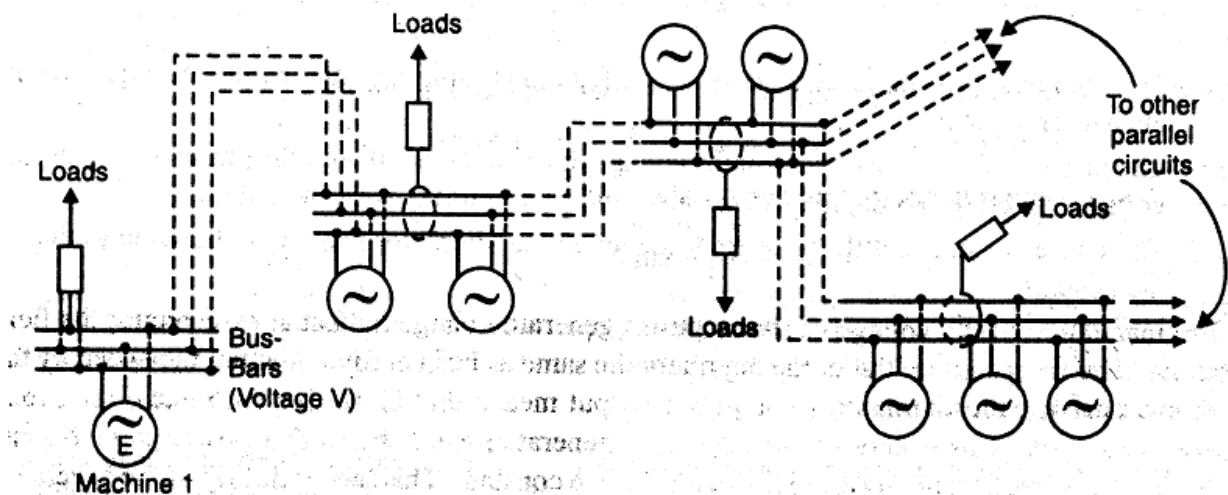 Loads
To other
parallel
circuits
Loads
Loads
Loads
Bus-
Bars
(Voltage V)
E
Machine 1